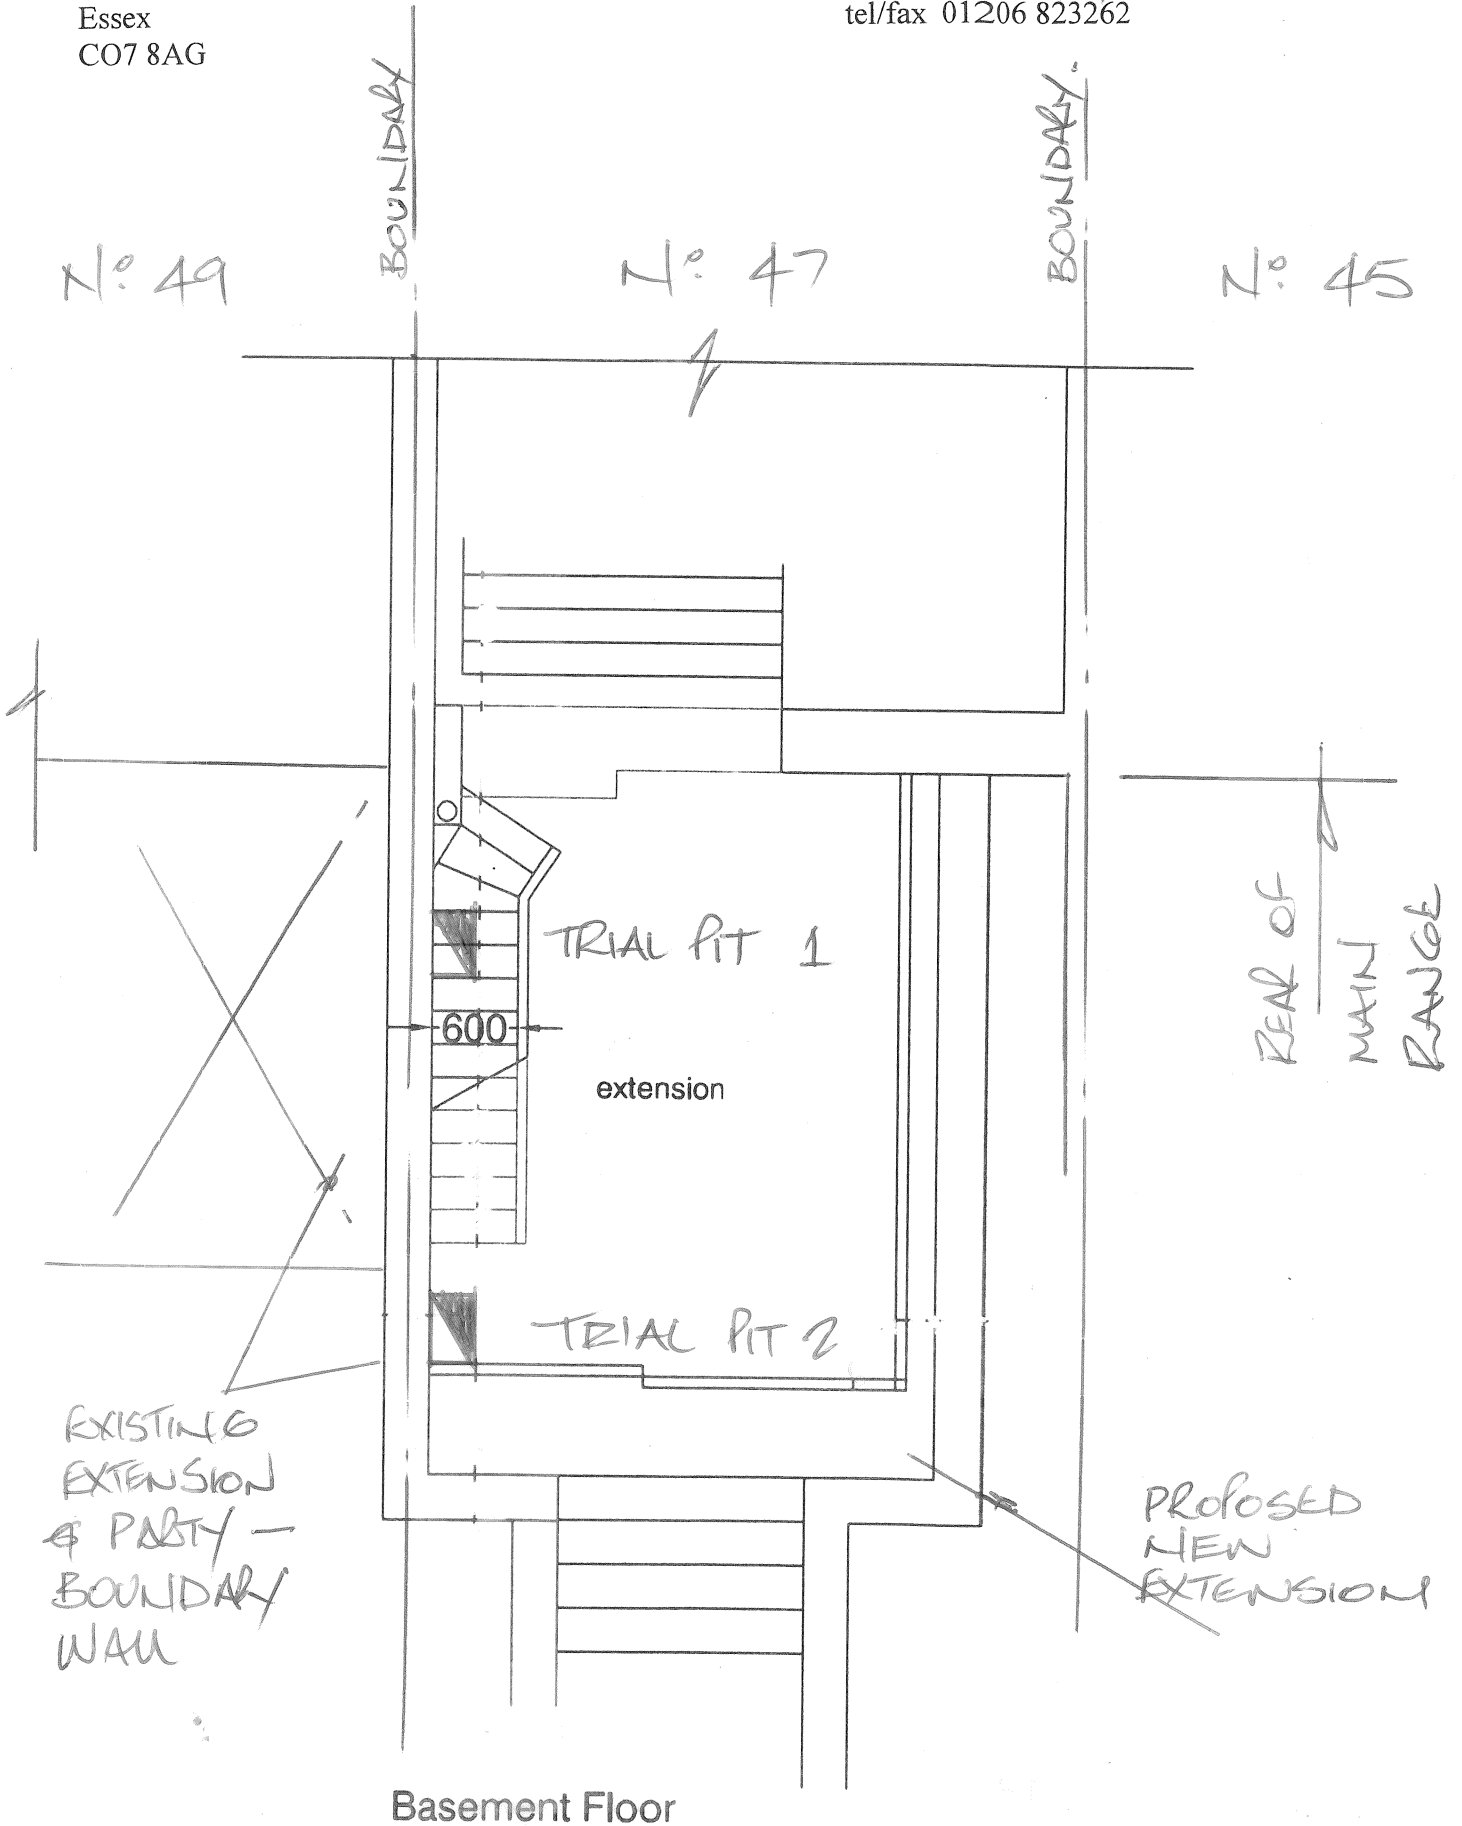 Essex
CO7 8AG
tel/fax 01206 823262
BOUNDARY
BOUNDARY
Nº 49
Nº 47
Nº 45
TRIAL PIT 1
600
extension
REAR OF
MAIN
RANGE
TRIAL PIT 2
EXISTING
EXTENSION
& PARTY -
BOUNDARY
WALL
PROPOSED
NEW
EXTENSION
Basement Floor